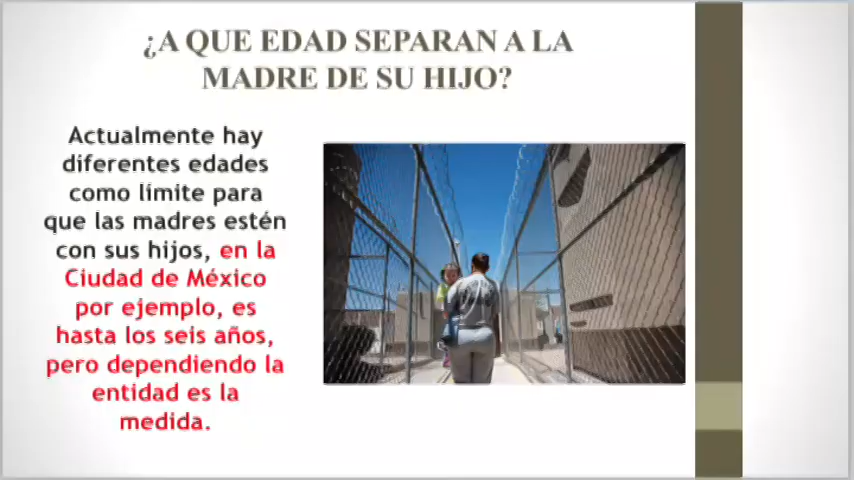 ¿A QUE EDAD SEPARAN A LA
MADRE DE SU HIJO?
Actualmente hay
diferentes edades
como límite para
que las madres estén
con sus hijos, en la
Ciudad de México
por ejemplo, es
hasta los seis años,
pero dependiendo la
entidad es la
medida.